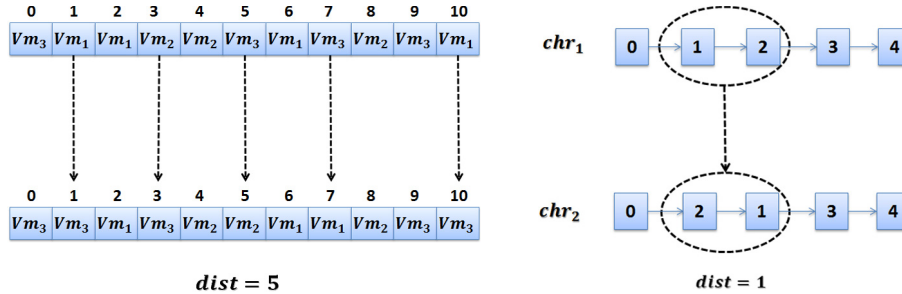 0 1 2 3 4 5 6 7 8 9 10
Vm₃ Vm₁ Vm₁ Vm₂ Vm₂ Vm₃ Vm₁ Vm₃ Vm₂ Vm₃ Vm₁
0 1 2 3 4 5 6 7 8 9 10
Vm₃ Vm₃ Vm₁ Vm₃ Vm₂ Vm₂ Vm₁ Vm₁ Vm₂ Vm₃ Vm₃
dist = 5
chr₁ 0 1 2 3 4
chr₂ 0 2 1 3 4
dist = 1